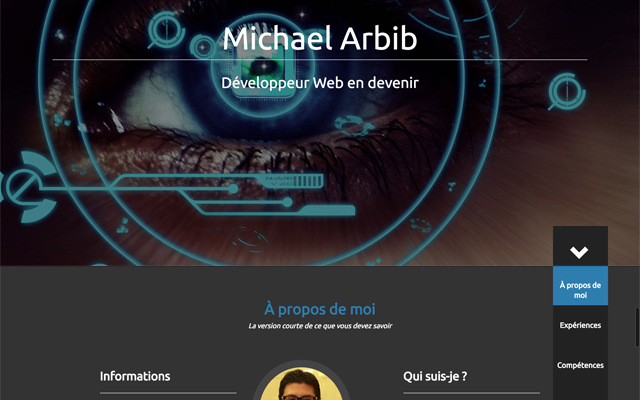 Michael Arbib
Développeur Web en devenir
À propos de
moi
Expériences
Compétences
À propos de moi
La version courte de ce que vous devez savoir
Informations
Qui suis-je ?